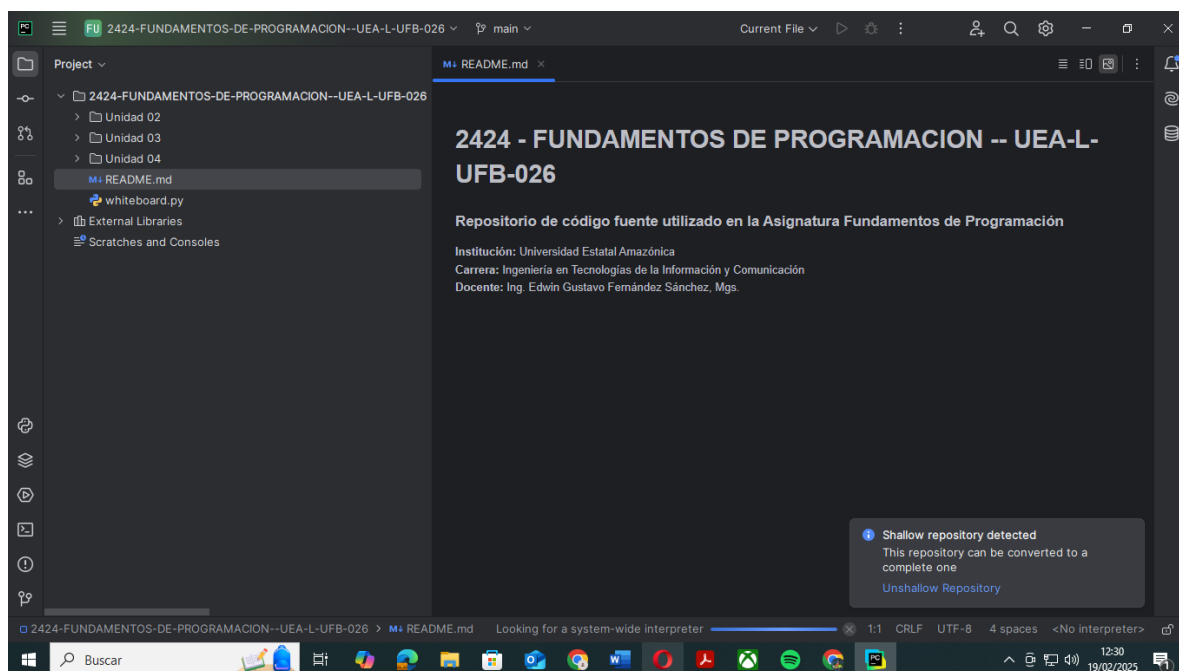 PC
FU 2424-FUNDAMENTOS-DE-PROGRAMACION--UEA-L-UFB-026 main Current File
Project
M↓ README.md
2424-FUNDAMENTOS-DE-PROGRAMACION--UEA-L-UFB-026
Unidad 02
Unidad 03
Unidad 04
M↓ README.md
whiteboard.py
External Libraries
Scratches and Consoles
2424 - FUNDAMENTOS DE PROGRAMACION -- UEA-L-
UFB-026
Repositorio de código fuente utilizado en la Asignatura Fundamentos de Programación
Institución: Universidad Estatal Amazónica
Carrera: Ingeniería en Tecnologías de la Información y Comunicación
Docente: Ing. Edwin Gustavo Fernández Sánchez, Mgs.
Shallow repository detected
This repository can be converted to a
complete one
Unshallow Repository
2424-FUNDAMENTOS-DE-PROGRAMACION--UEA-L-UFB-026 > M↓ README.md Looking for a system-wide interpreter 1:1 CRLF UTF-8 4 spaces <No interpreter>
Buscar
12:30
19/02/2025